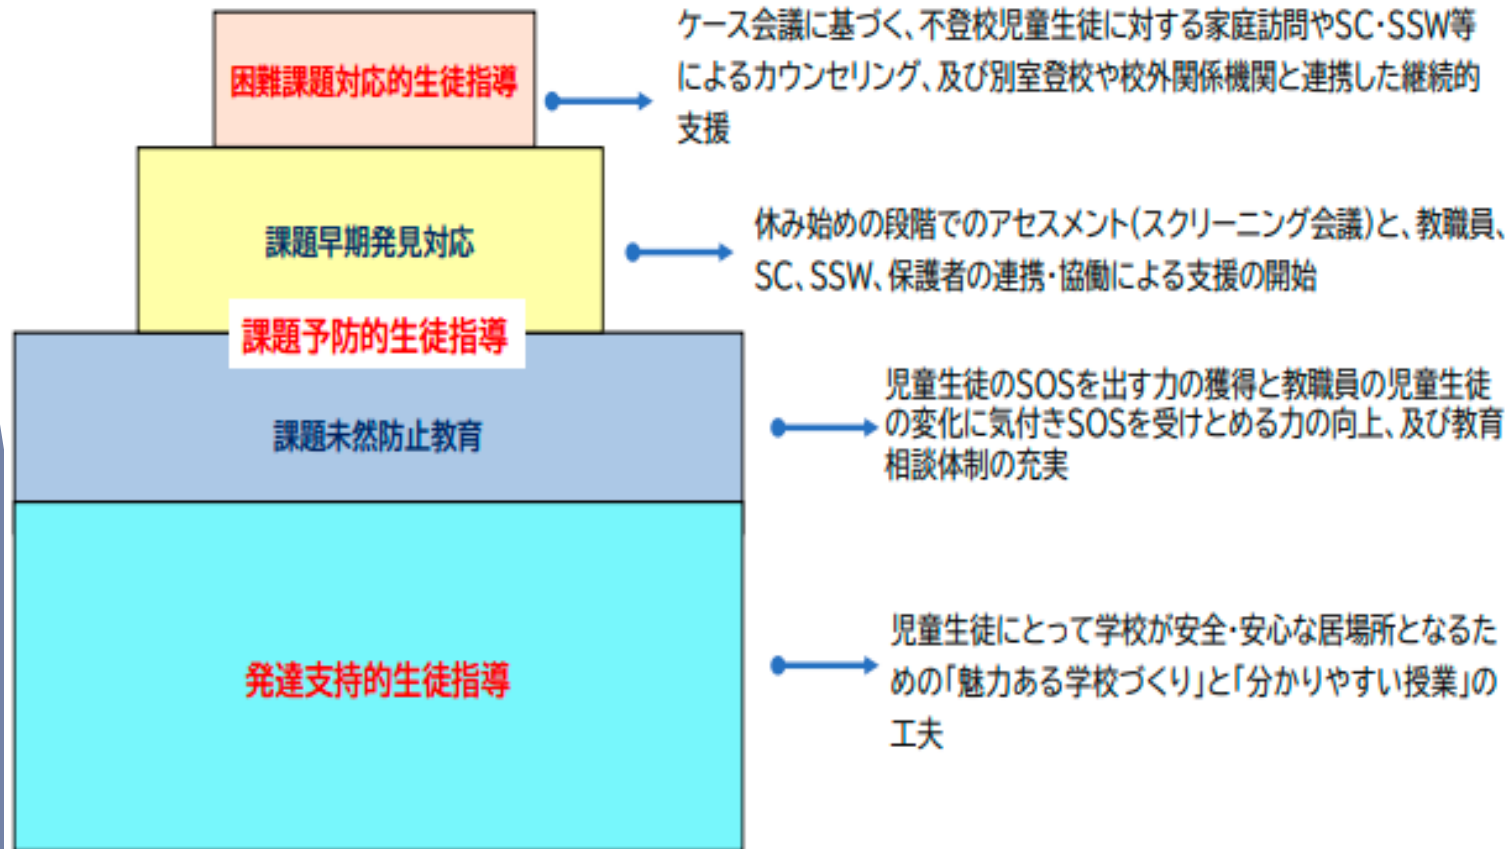 困難課題対応的生徒指導
ケース会議に基づく、不登校児童生徒に対する家庭訪問やSC・SSW等
によるカウンセリング、及び別室登校や校外関係機関と連携した継続的
支援
課題早期発見対応
休み始めの段階でのアセスメント(スクリーニング会議)と、教職員、
SC、SSW、保護者の連携・協働による支援の開始
課題予防的生徒指導
課題未然防止教育
児童生徒のSOSを出す力の獲得と教職員の児童生徒
の変化に気付きSOSを受けとめる力の向上、及び教育
相談体制の充実
発達支持的生徒指導
児童生徒にとって学校が安全・安心な居場所となるた
めの「魅力ある学校づくり」と「分かりやすい授業」の
工夫